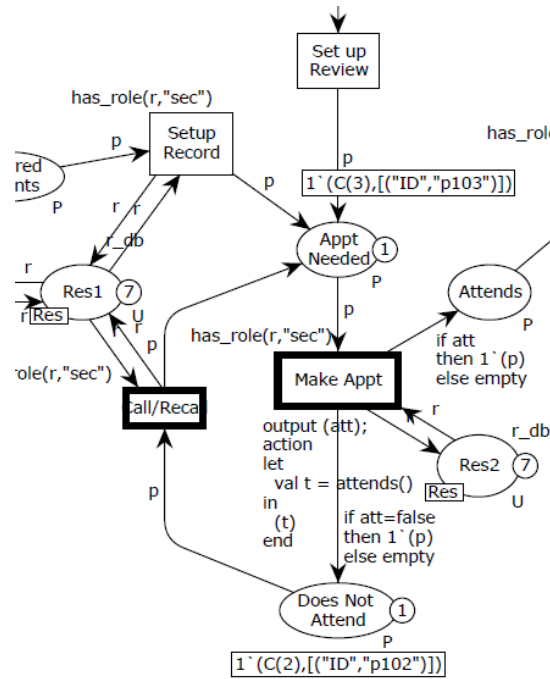 Set up
Review
has_role(r,"sec")
Setup
Record
has_role
p
p
p
red
nts
P
1`(C(3),[("ID","p103")])
r
r
p
r_db
Appt
Needed
1
P
r
Res1
7
Attends
P
r
Res
U
r
p
p
has_role(r,"sec")
role(r,"sec")
if att
then 1`(p)
else empty
Make Appt
Call/Recall
output (att);
action
let
val t = attends()
in
(t)
end
r
r
r_db
Res2
7
Res
U
p
if att=false
then 1`(p)
else empty
Does Not
Attend
1
P
1`(C(2),[("ID","p102")])